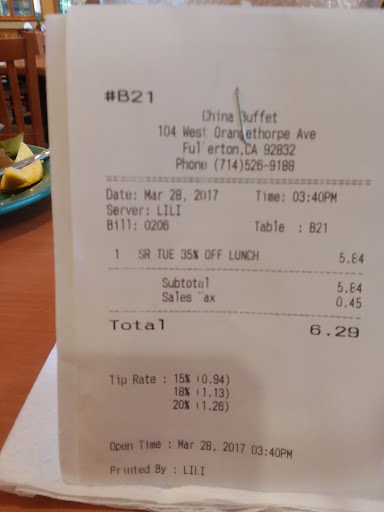 #B21
China Buffet
104 West Orangethorpe Ave
Fullerton,CA 92832
Phone (714)526-9188
Date: Mar 28, 2017 Time: 03:40PM
Server: LILI
Bill: 0206 Table : B21
1 SR TUE 35% OFF LUNCH 5.84
Subtotal 5.84
Sales Tax 0.45
Total 6.29
Tip Rate : 15% (0.94)
18% (1.13)
20% (1.26)
Open Time : Mar 28, 2017 03:40PM
Printed By : LILI